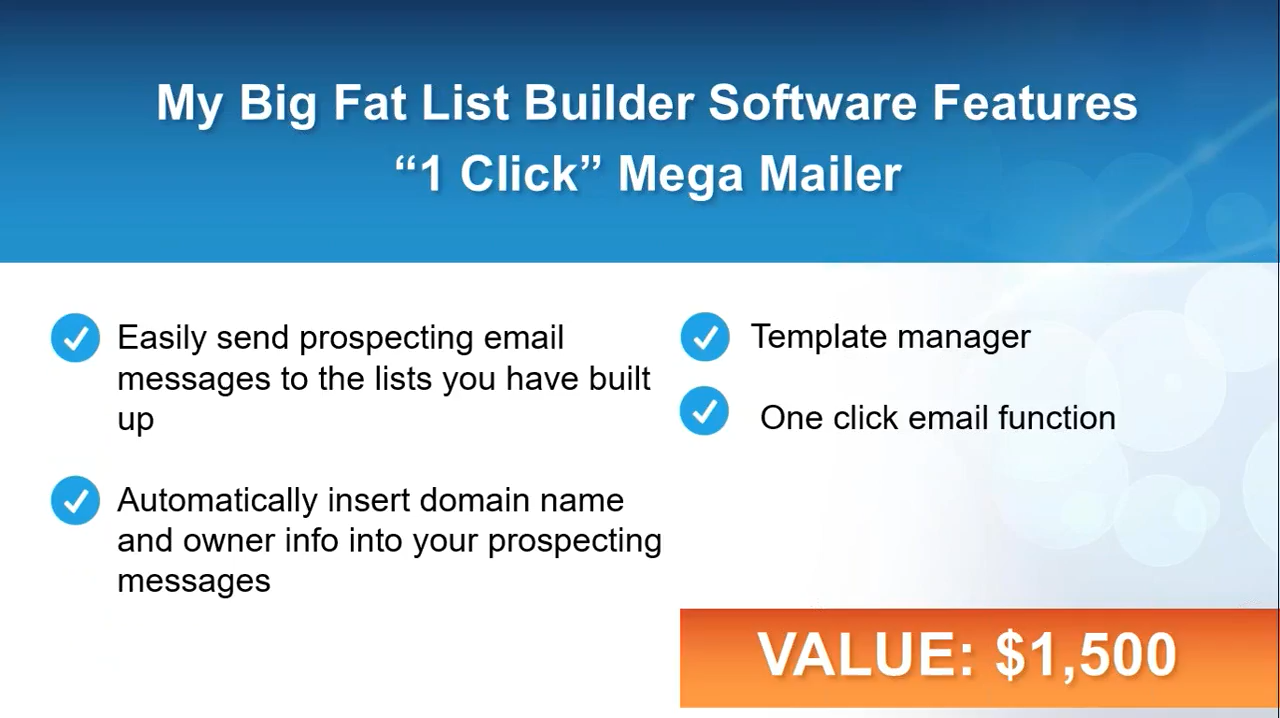 My Big Fat List Builder Software Features
“1 Click” Mega Mailer
Easily send prospecting email
messages to the lists you have built
up
Automatically insert domain name
and owner info into your prospecting
messages
Template manager
One click email function
VALUE: $1,500